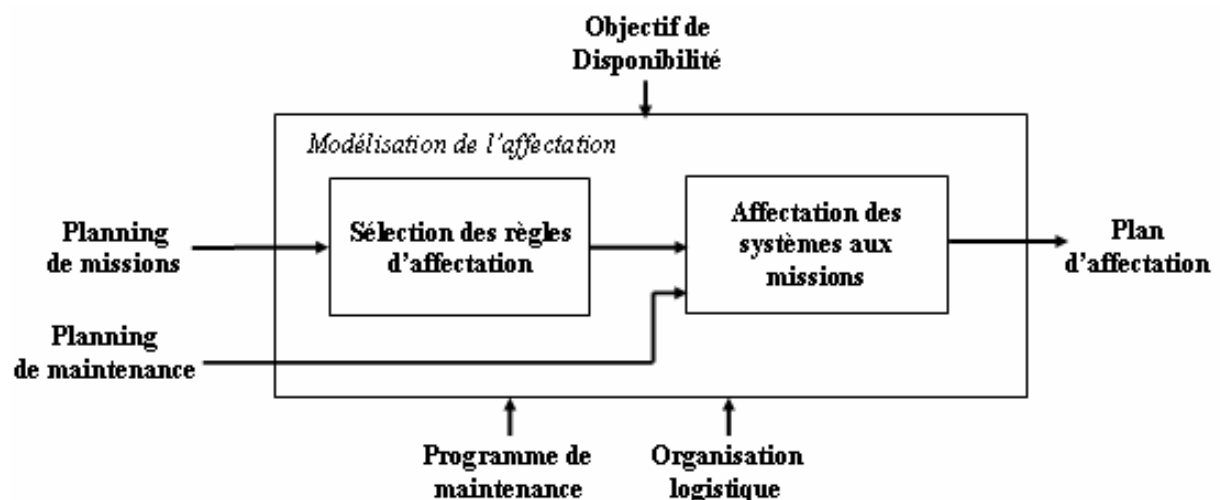 Objectif de
Disponibilité
Modélisation de l'affectation
Planning
de missions
Sélection des règles
d'affectation
Affectation des
systèmes aux
missions
Plan
d'affectation
Planning
de maintenance
Programme de
maintenance
Organisation
logistique